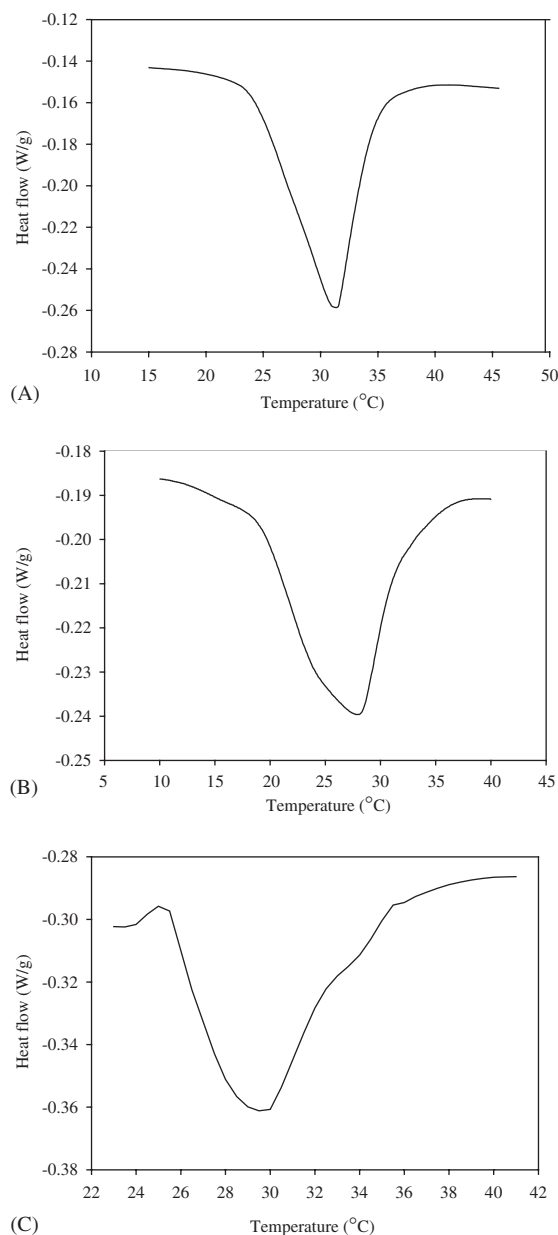 -0.12
-0.14
-0.16
-0.18
-0.20
-0.22
-0.24
-0.26
-0.28
Heat flow (W/g)
10 15 20 25 30 35 40 45 50
(A)
Temperature (°C)
-0.18
-0.19
-0.20
-0.21
-0.22
-0.23
-0.24
-0.25
Heat flow (W/g)
5 10 15 20 25 30 35 40 45
(B)
Temperature (°C)
-0.28
-0.30
-0.32
-0.34
-0.36
-0.38
Heat flow (W/g)
22 24 26 28 30 32 34 36 38 40 42
(C)
Temperature (°C)